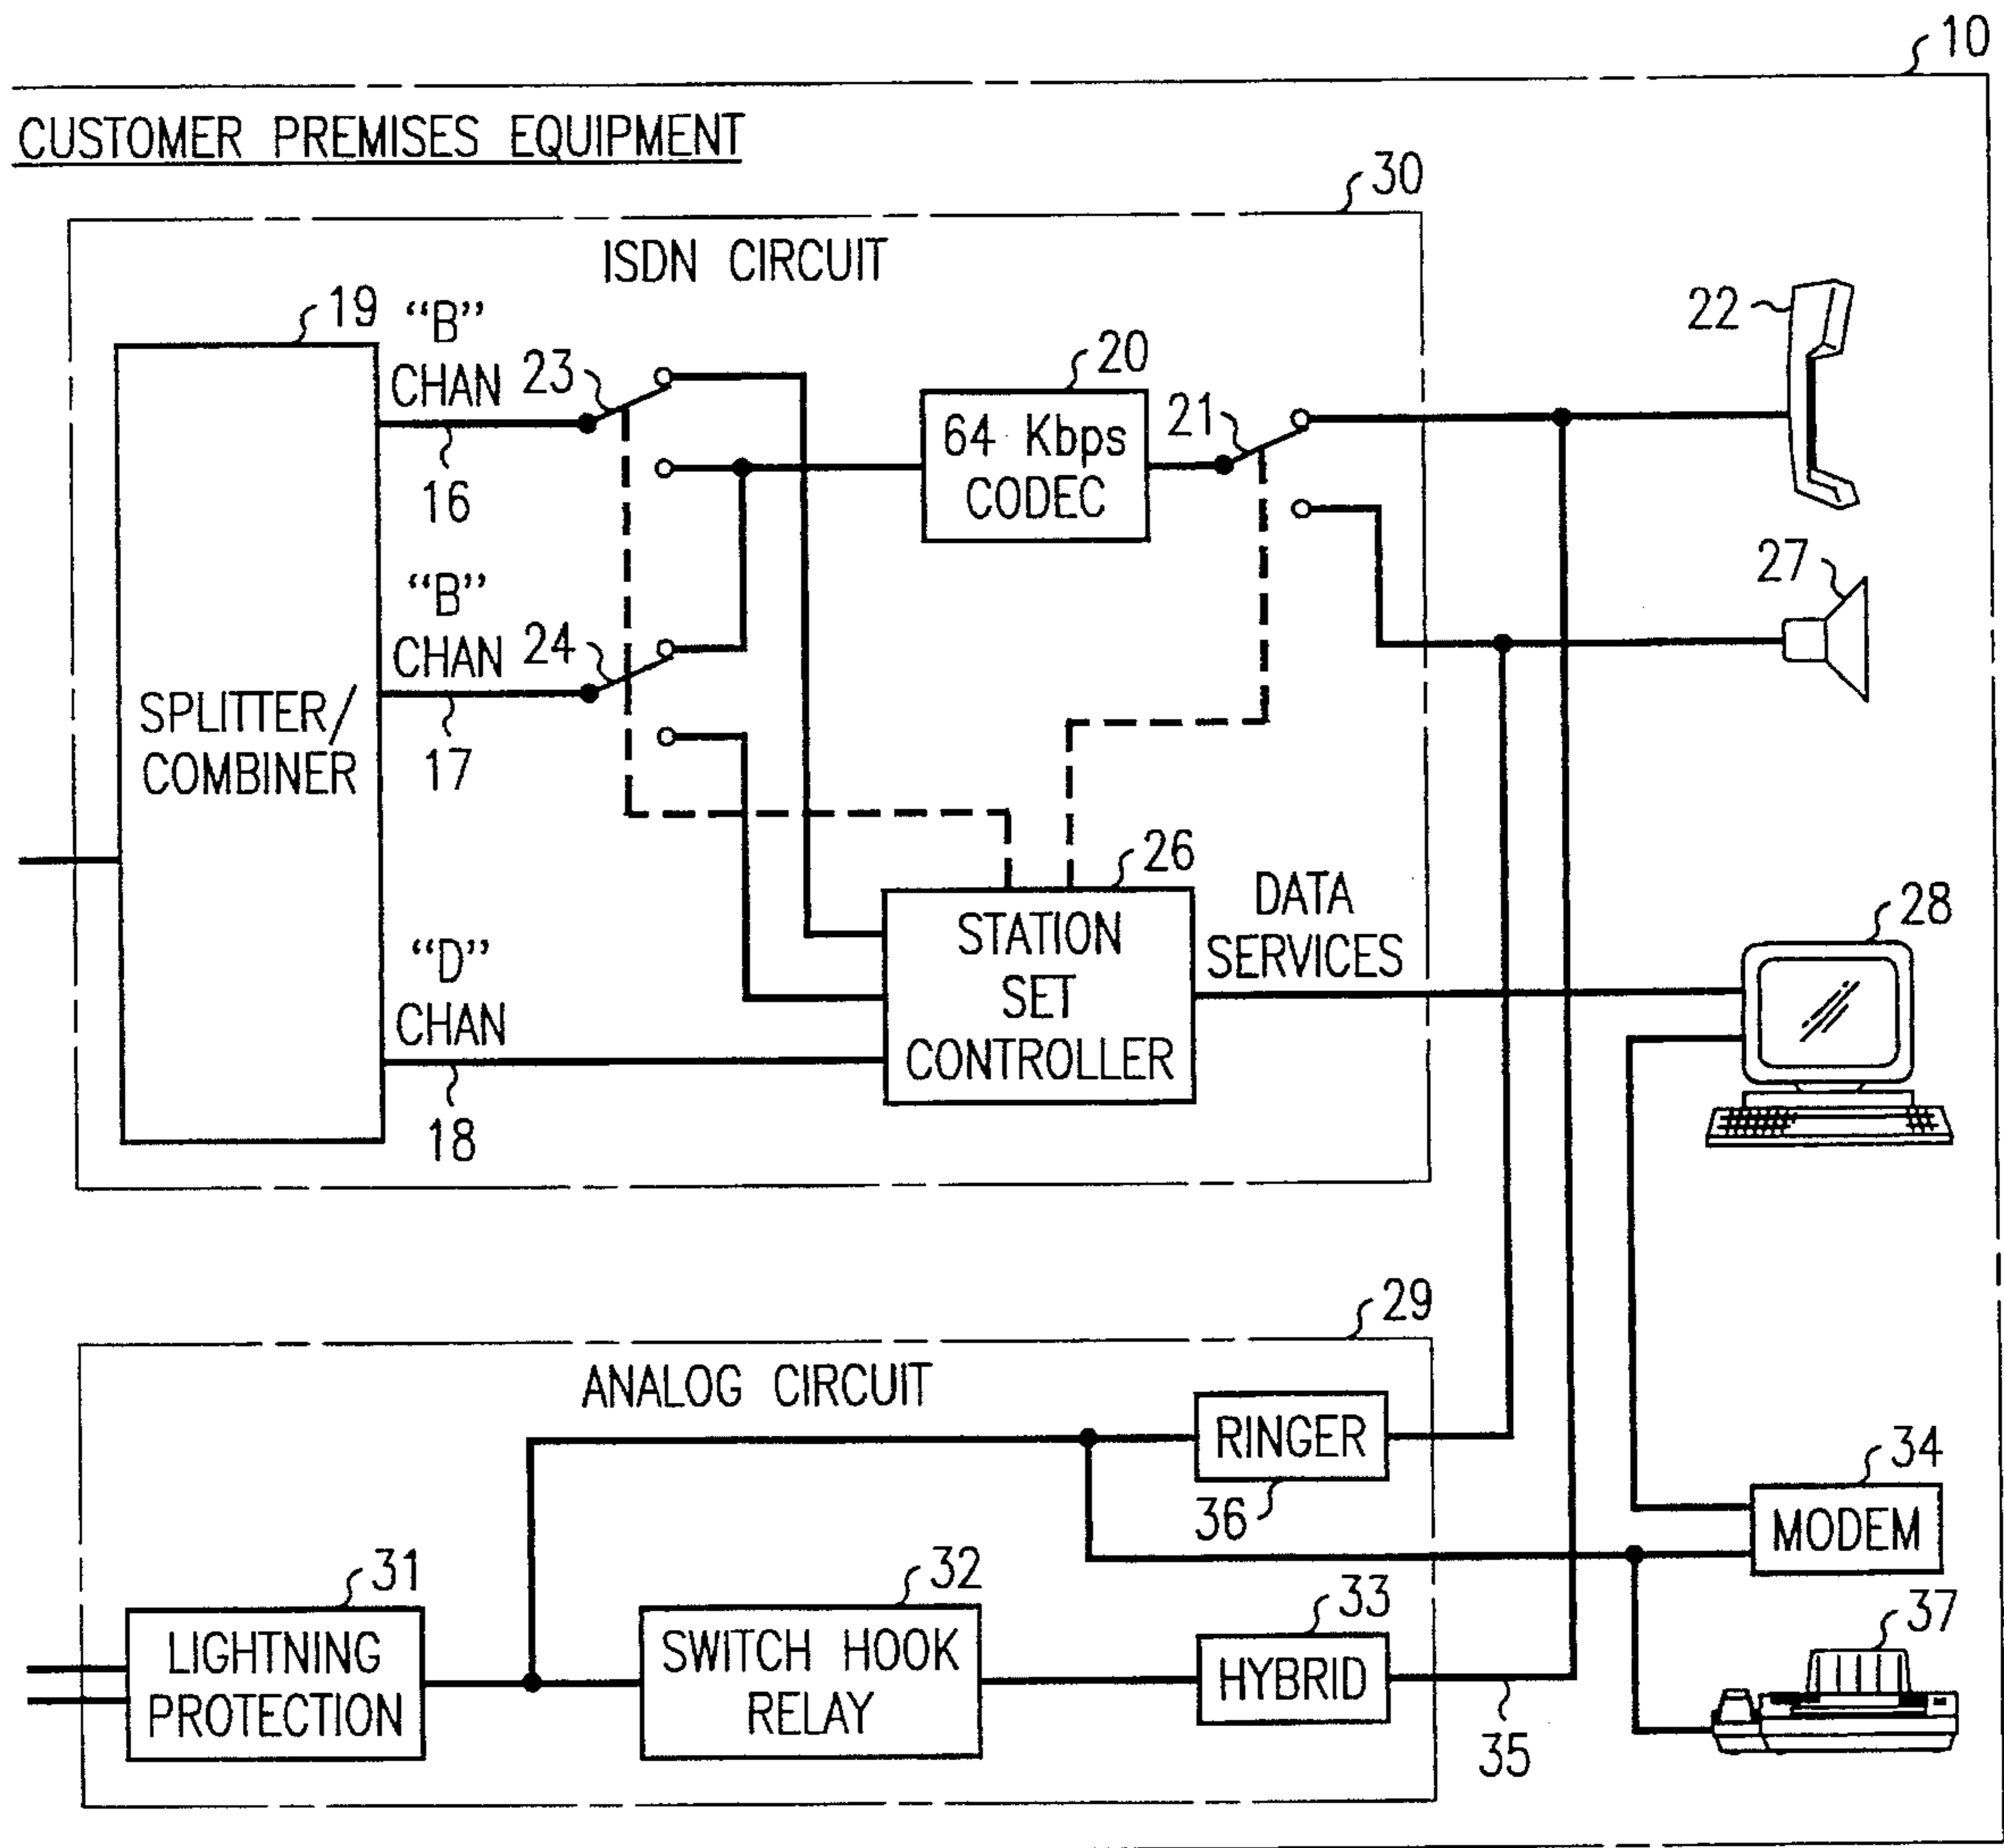 10
CUSTOMER PREMISES EQUIPMENT
30
ISDN CIRCUIT
19
“B”
CHAN
16
23
20
64 Kbps
CODEC
21
22
27
“B”
CHAN
17
24
SPLITTER/
COMBINER
26
STATION
SET
CONTROLLER
DATA
SERVICES
28
“D”
CHAN
18
29
ANALOG CIRCUIT
RINGER
36
34
MODEM
31
LIGHTNING
PROTECTION
32
SWITCH HOOK
RELAY
33
HYBRID
35
37